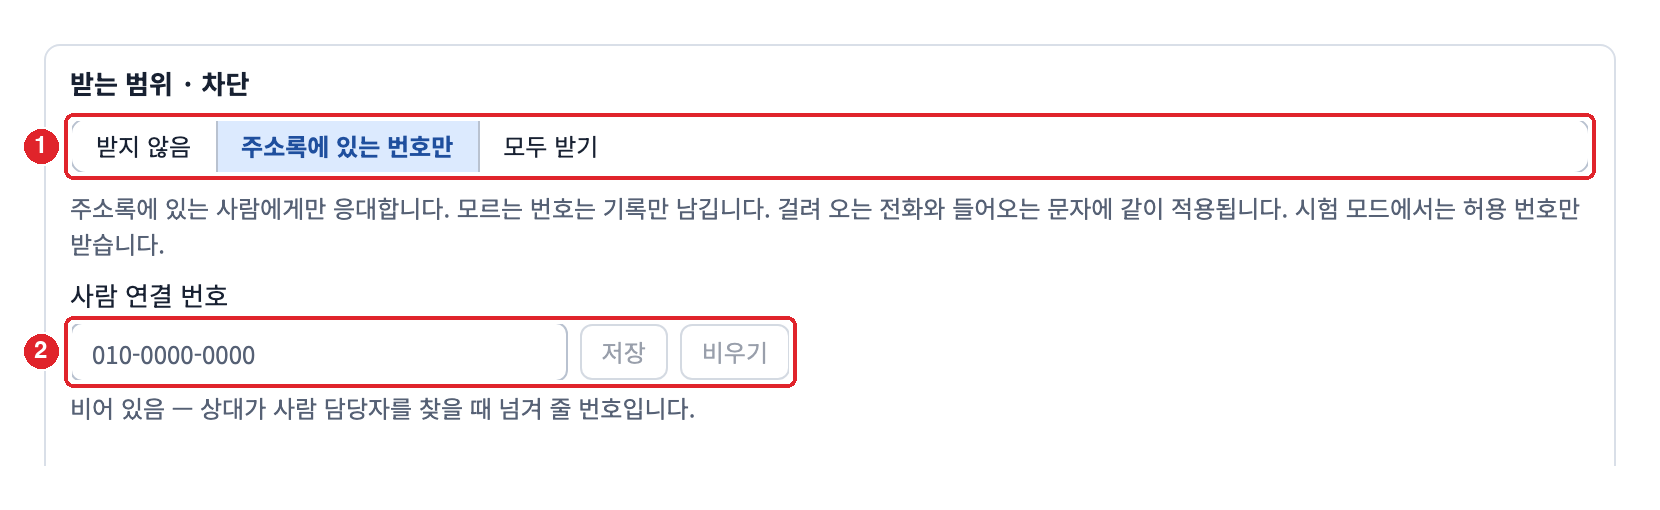 받는 범위 · 차단
1 받지 않음 주소록에 있는 번호만 모두 받기
주소록에 있는 사람에게만 응대합니다. 모르는 번호는 기록만 남깁니다. 걸려 오는 전화와 들어오는 문자에 같이 적용됩니다. 시험 모드에서는 허용 번호만
받습니다.
사람 연결 번호
2 010-0000-0000 저장 비우기
비어 있음 — 상대가 사람 담당자를 찾을 때 넘겨 줄 번호입니다.